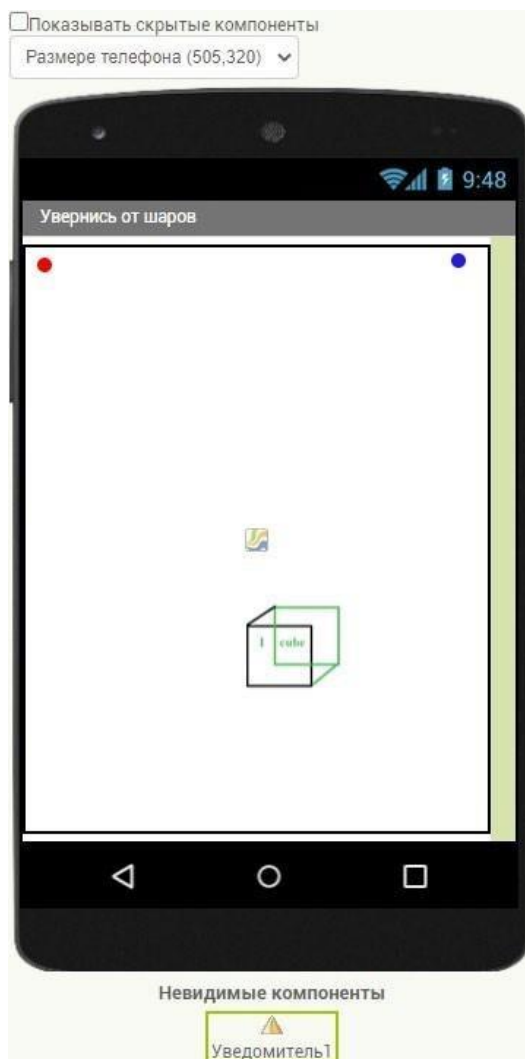 Показывать скрытые компоненты
Размере телефона (505,320)
9:48
Увернись от шаров
1 cube
Невидимые компоненты
Уведомитель1